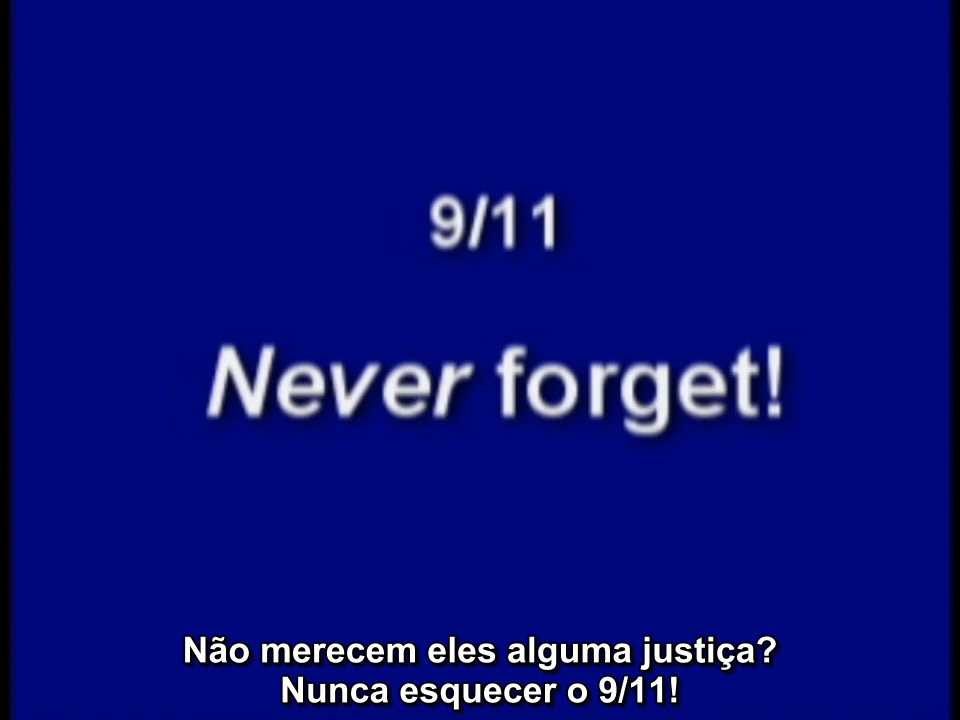 9/11
Never forget!
Não merecem eles alguma justiça?
Nunca esquecer o 9/11!